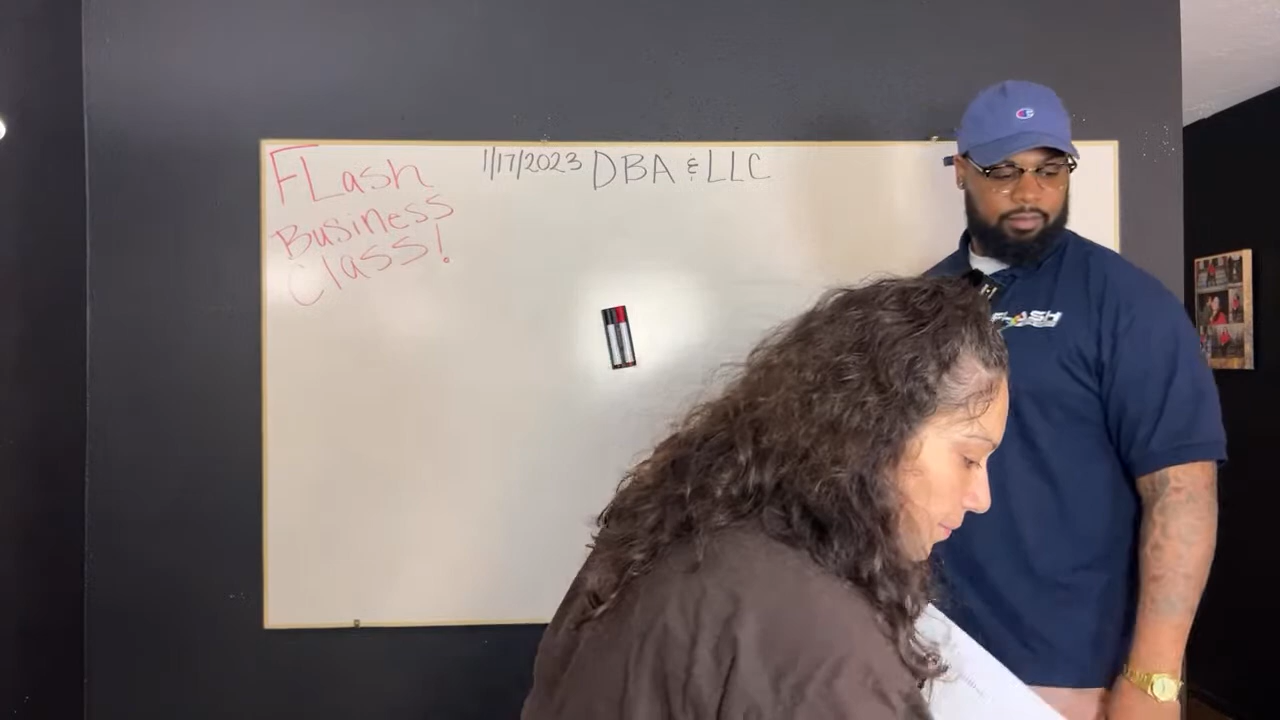 FLash
Business
Class!
1/17/2023 DBA & LLC
FLASH